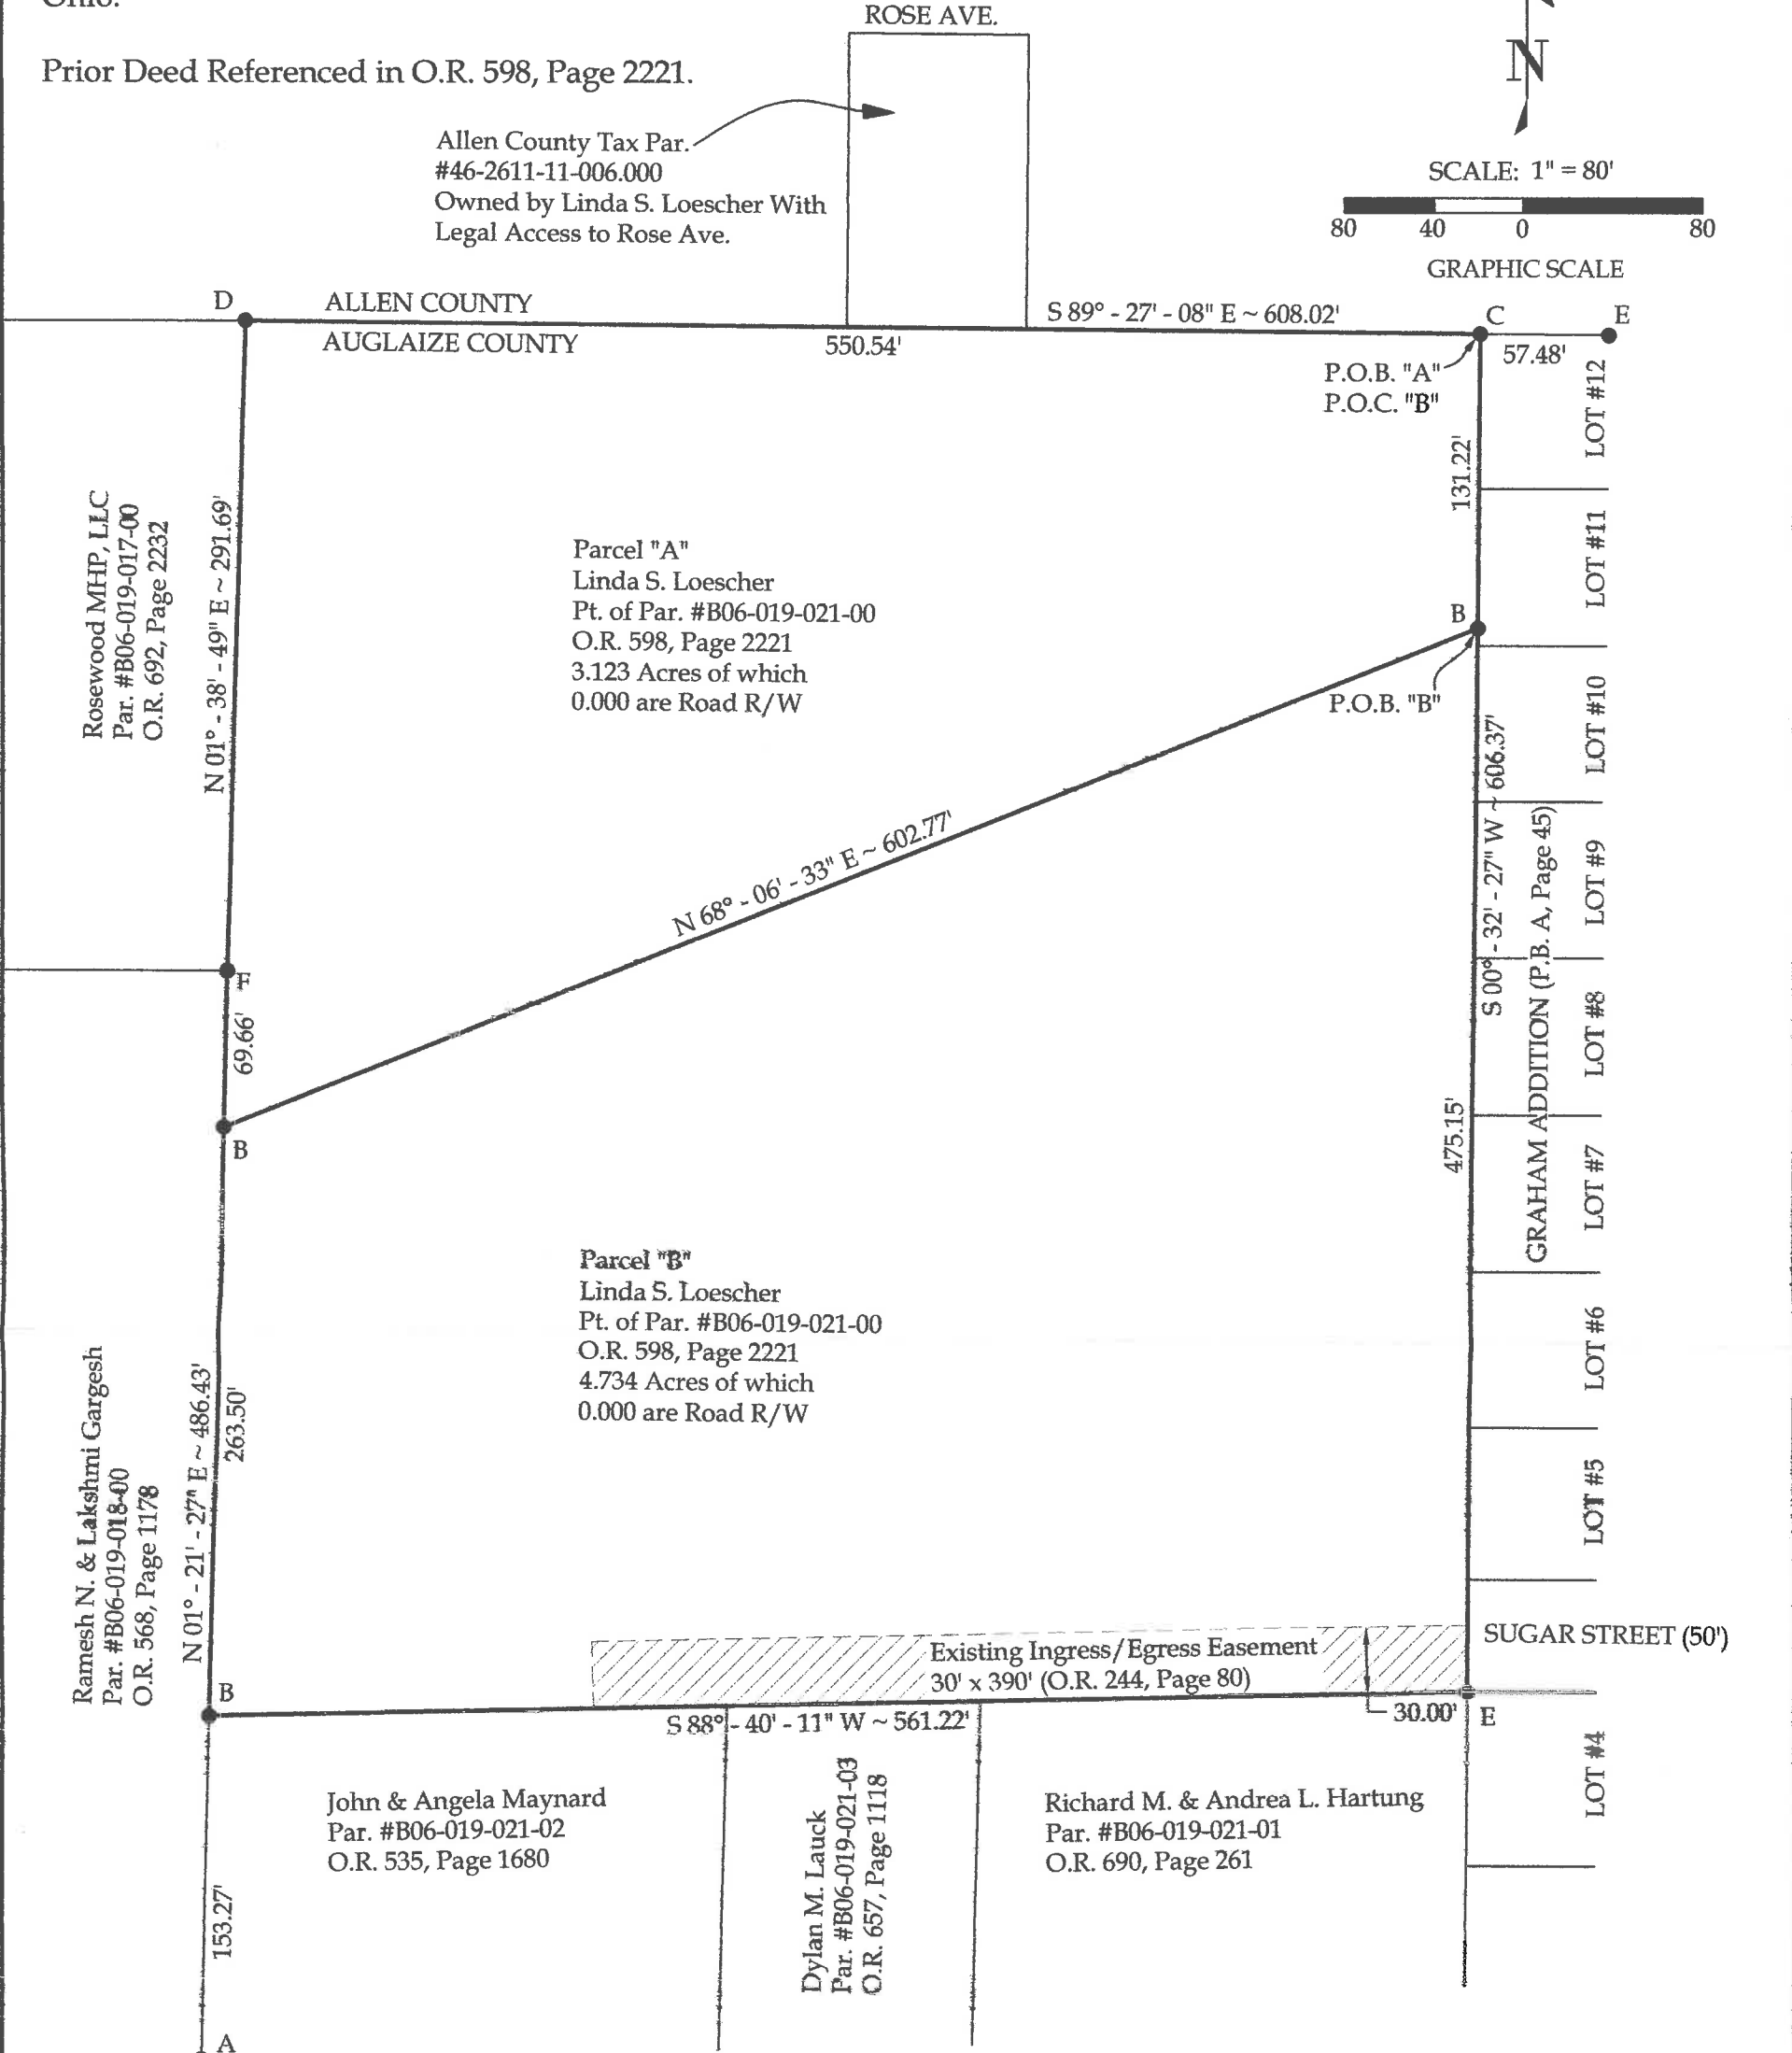 Ohio.
Prior Deed Referenced in O.R. 598, Page 2221.
ROSE AVE.
N
Allen County Tax Par.
#46-2611-11-006.000
Owned by Linda S. Loescher With
Legal Access to Rose Ave.
SCALE: 1" = 80'
80 40 0 80
GRAPHIC SCALE
D
ALLEN COUNTY
S 89° - 27' - 08" E ~ 608.02'
C
E
AUGLAIZE COUNTY
550.54'
57.48'
P.O.B. "A"
P.O.C. "B"
LOT #12
131.22'
Rosewood MHP, LLC
Par. #B06-019-017-00
O.R. 692, Page 2232
N 01° - 38' - 49" E ~ 291.69'
Parcel "A"
Linda S. Loescher
Pt. of Par. #B06-019-021-00
O.R. 598, Page 2221
3.123 Acres of which
0.000 are Road R/W
LOT #11
B
P.O.B. "B"
LOT #10
S 00° - 32' - 27" W ~ 606.37'
N 68° - 06' - 33" E ~ 602.77'
GRAHAM ADDITION (P.B. A, Page 45)
LOT #9
F
69.66'
LOT #8
B
475.15'
LOT #7
Parcel "B"
Linda S. Loescher
Pt. of Par. #B06-019-021-00
O.R. 598, Page 2221
4.734 Acres of which
0.000 are Road R/W
LOT #6
Ramesh N. & Lakshmi Gargesh
Par. #B06-019-018-00
O.R. 568, Page 1178
N 01° - 21' - 27" E ~ 486.43'
263.50'
LOT #5
SUGAR STREET (50')
Existing Ingress/Egress Easement
30' x 390' (O.R. 244, Page 80)
B
S 88° - 40' - 11" W ~ 561.22'
30.00'
E
LOT #4
John & Angela Maynard
Par. #B06-019-021-02
O.R. 535, Page 1680
Dylan M. Lauck
Par. #B06-019-021-03
O.R. 657, Page 1118
Richard M. & Andrea L. Hartung
Par. #B06-019-021-01
O.R. 690, Page 261
153.27'
A